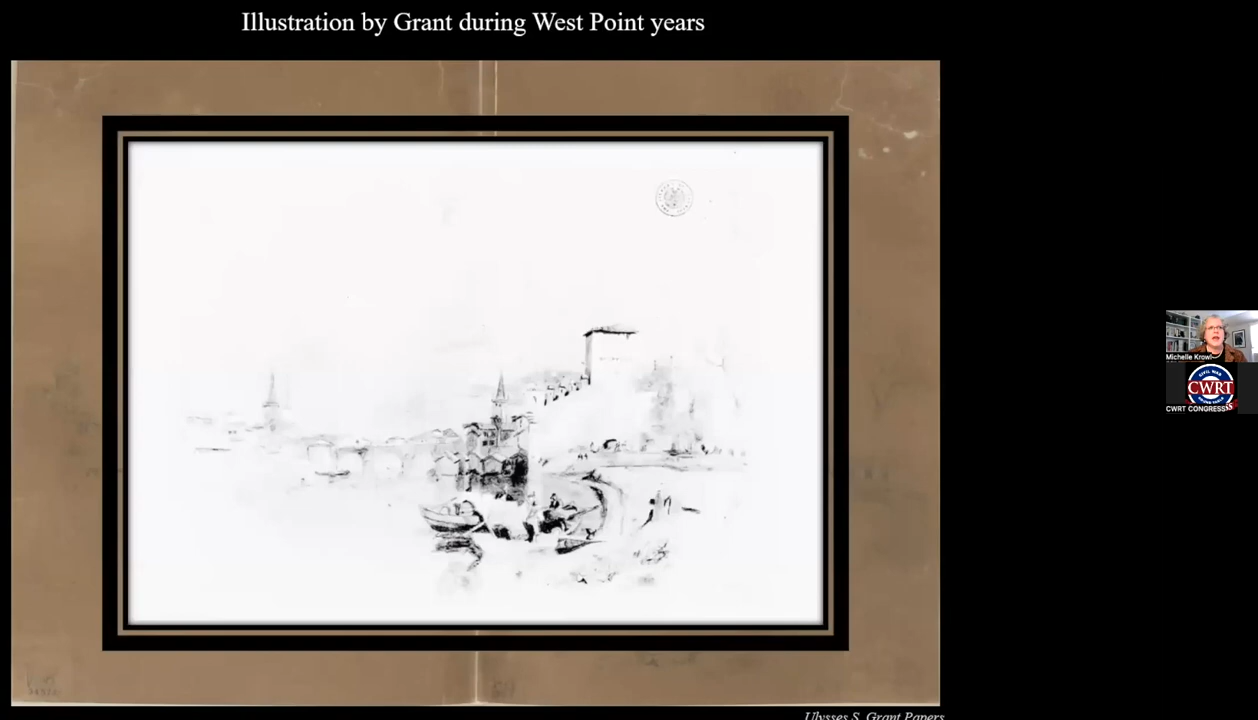 Illustration by Grant during West Point years
Michelle Krowl
CIVIL WAR
CWRT
CWRT CONGRESS
Ulysses S. Grant Papers